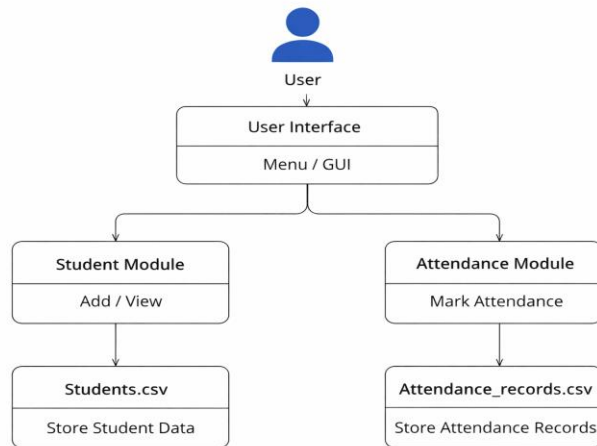 User
User Interface
Menu / GUI
Student Module
Add / View
Attendance Module
Mark Attendance
Students.csv
Store Student Data
Attendance_records.csv
Store Attendance Records